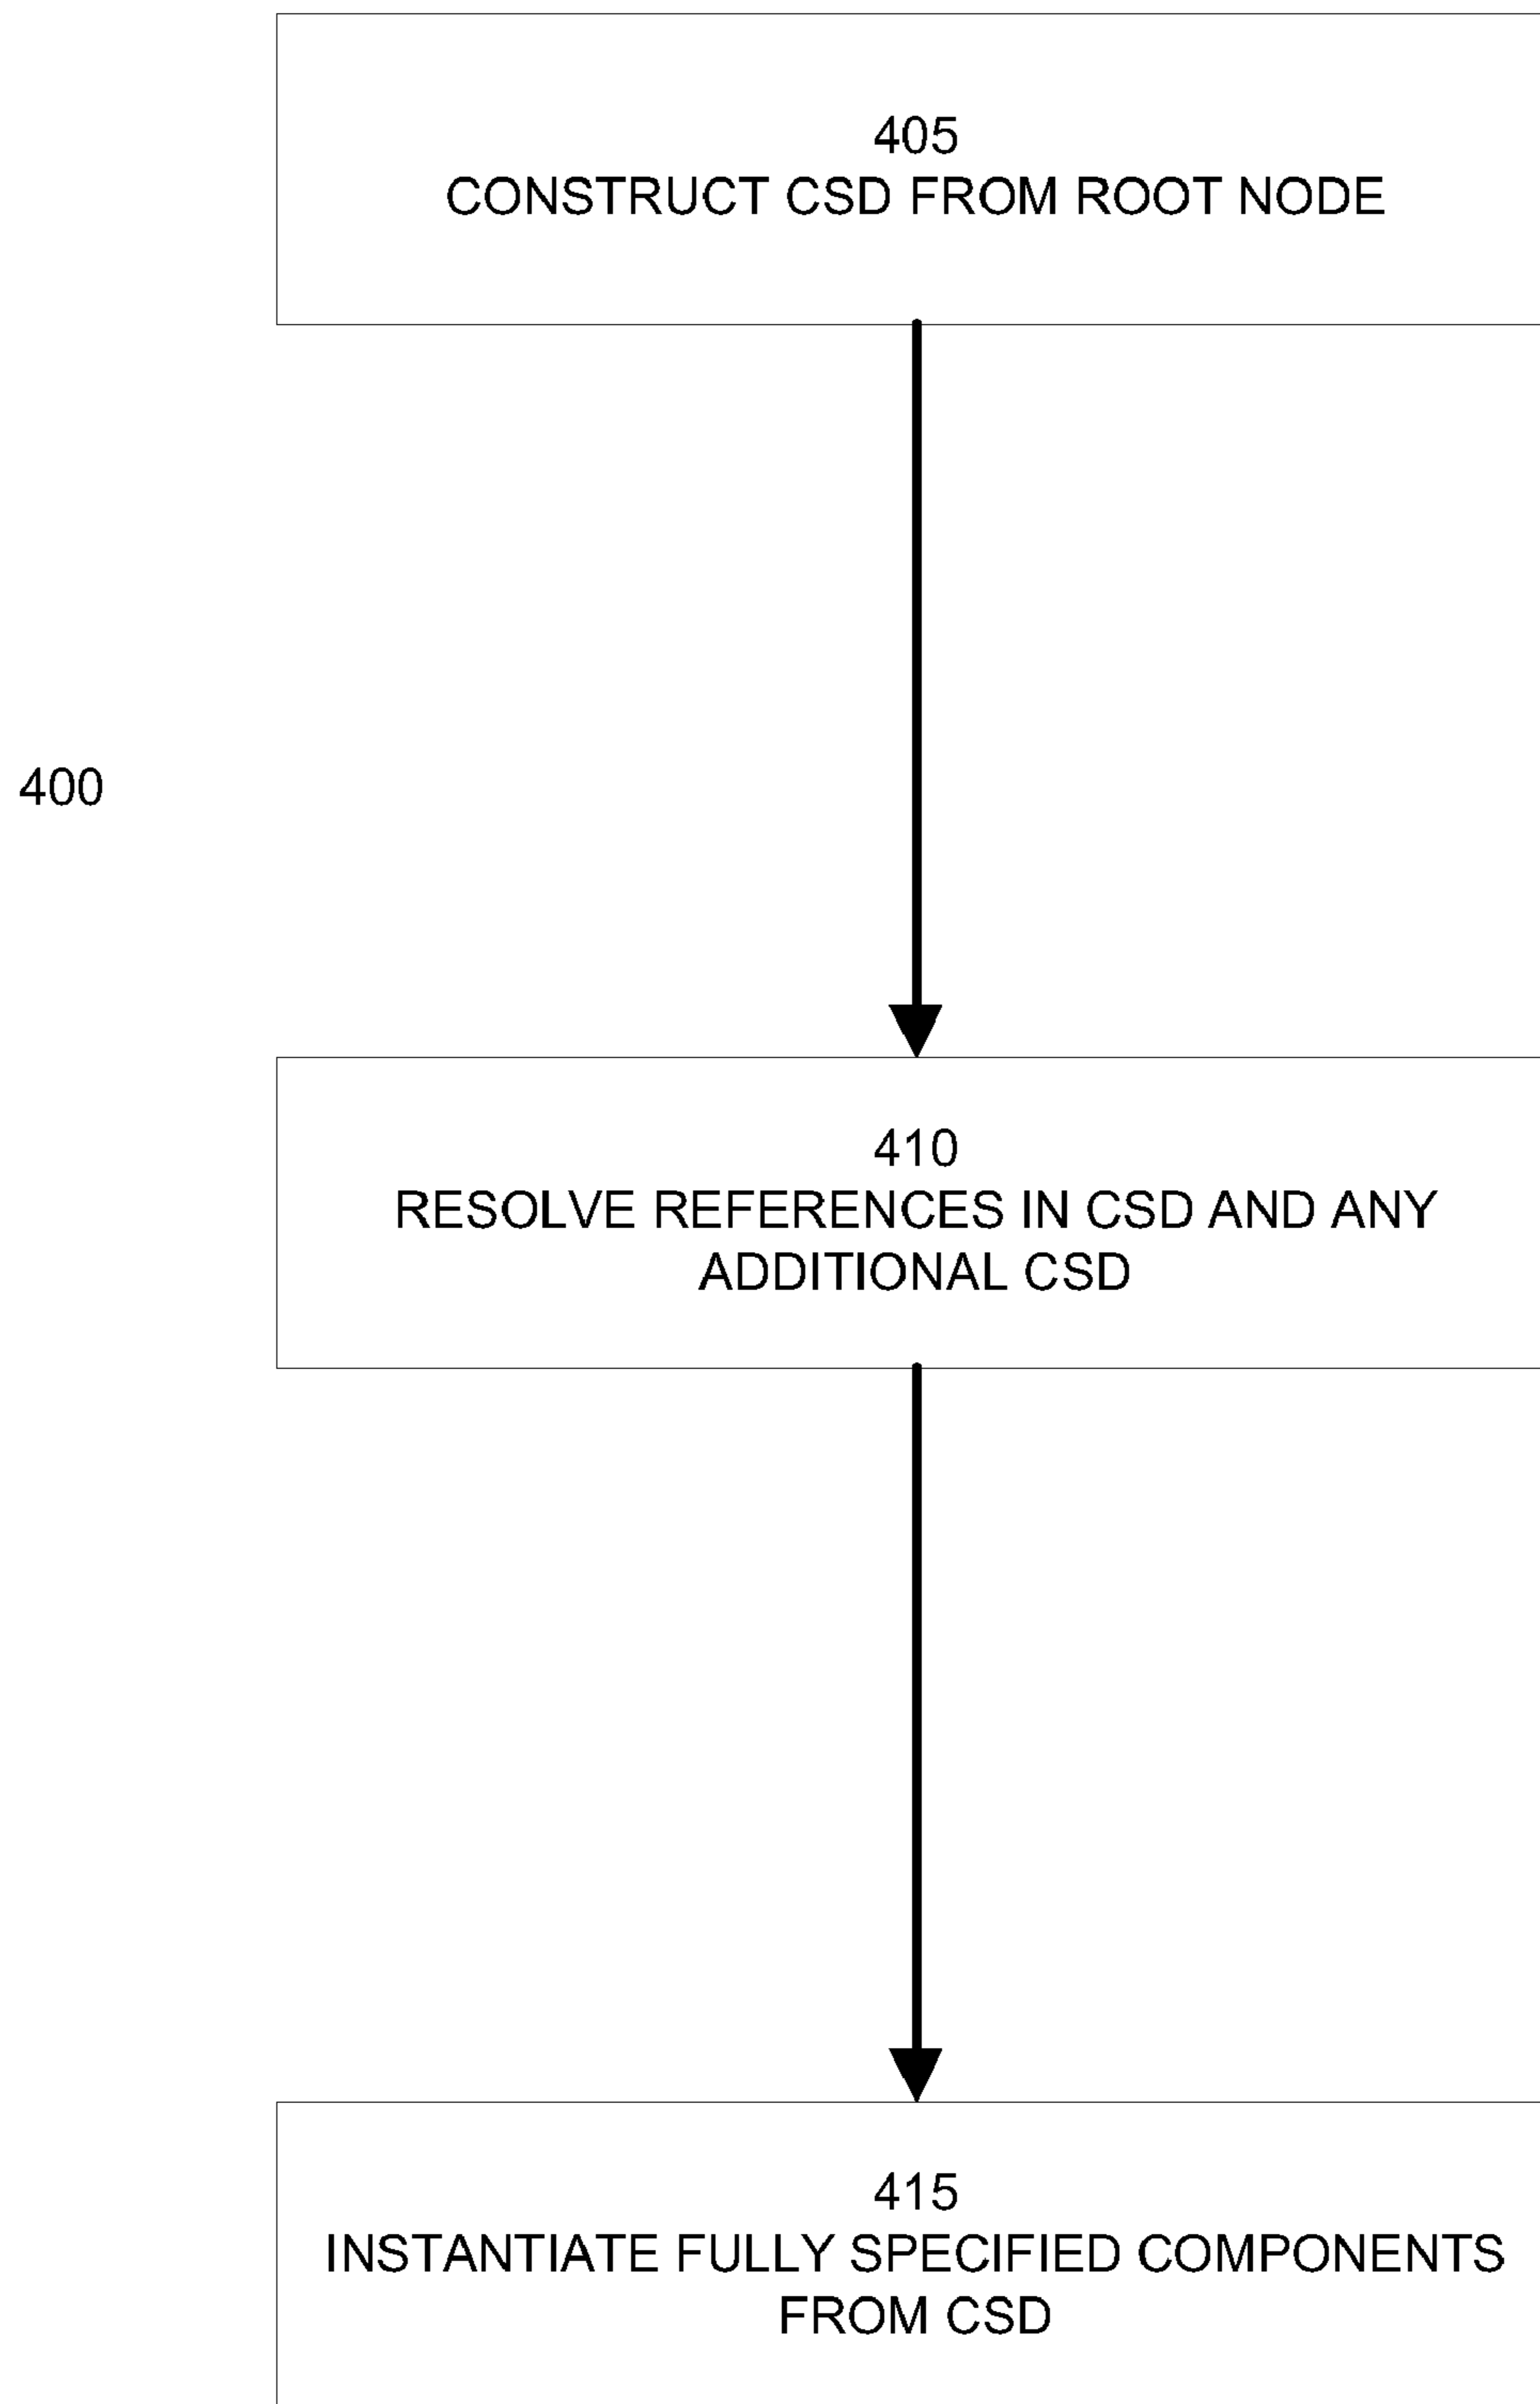 405
CONSTRUCT CSD FROM ROOT NODE
400
410
RESOLVE REFERENCES IN CSD AND ANY
ADDITIONAL CSD
415
INSTANTIATE FULLY SPECIFIED COMPONENTS
FROM CSD